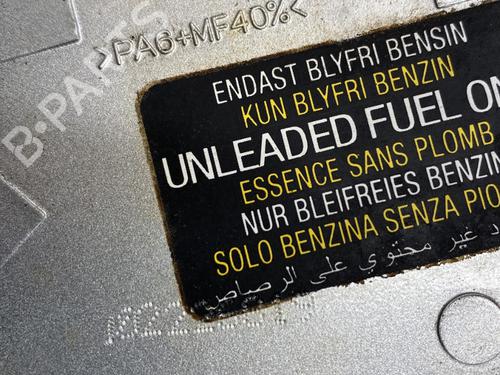 >PA6+MF40%<
B-PARTS
ENDAST BLYFRI BENSIN
KUN BLYFRI BENZIN
UNLEADED FUEL ON
ESSENCE SANS PLOMB
NUR BLEIFREIES BENZIN
SOLO BENZINA SENZA PIO
غير محتوي على الرصاص